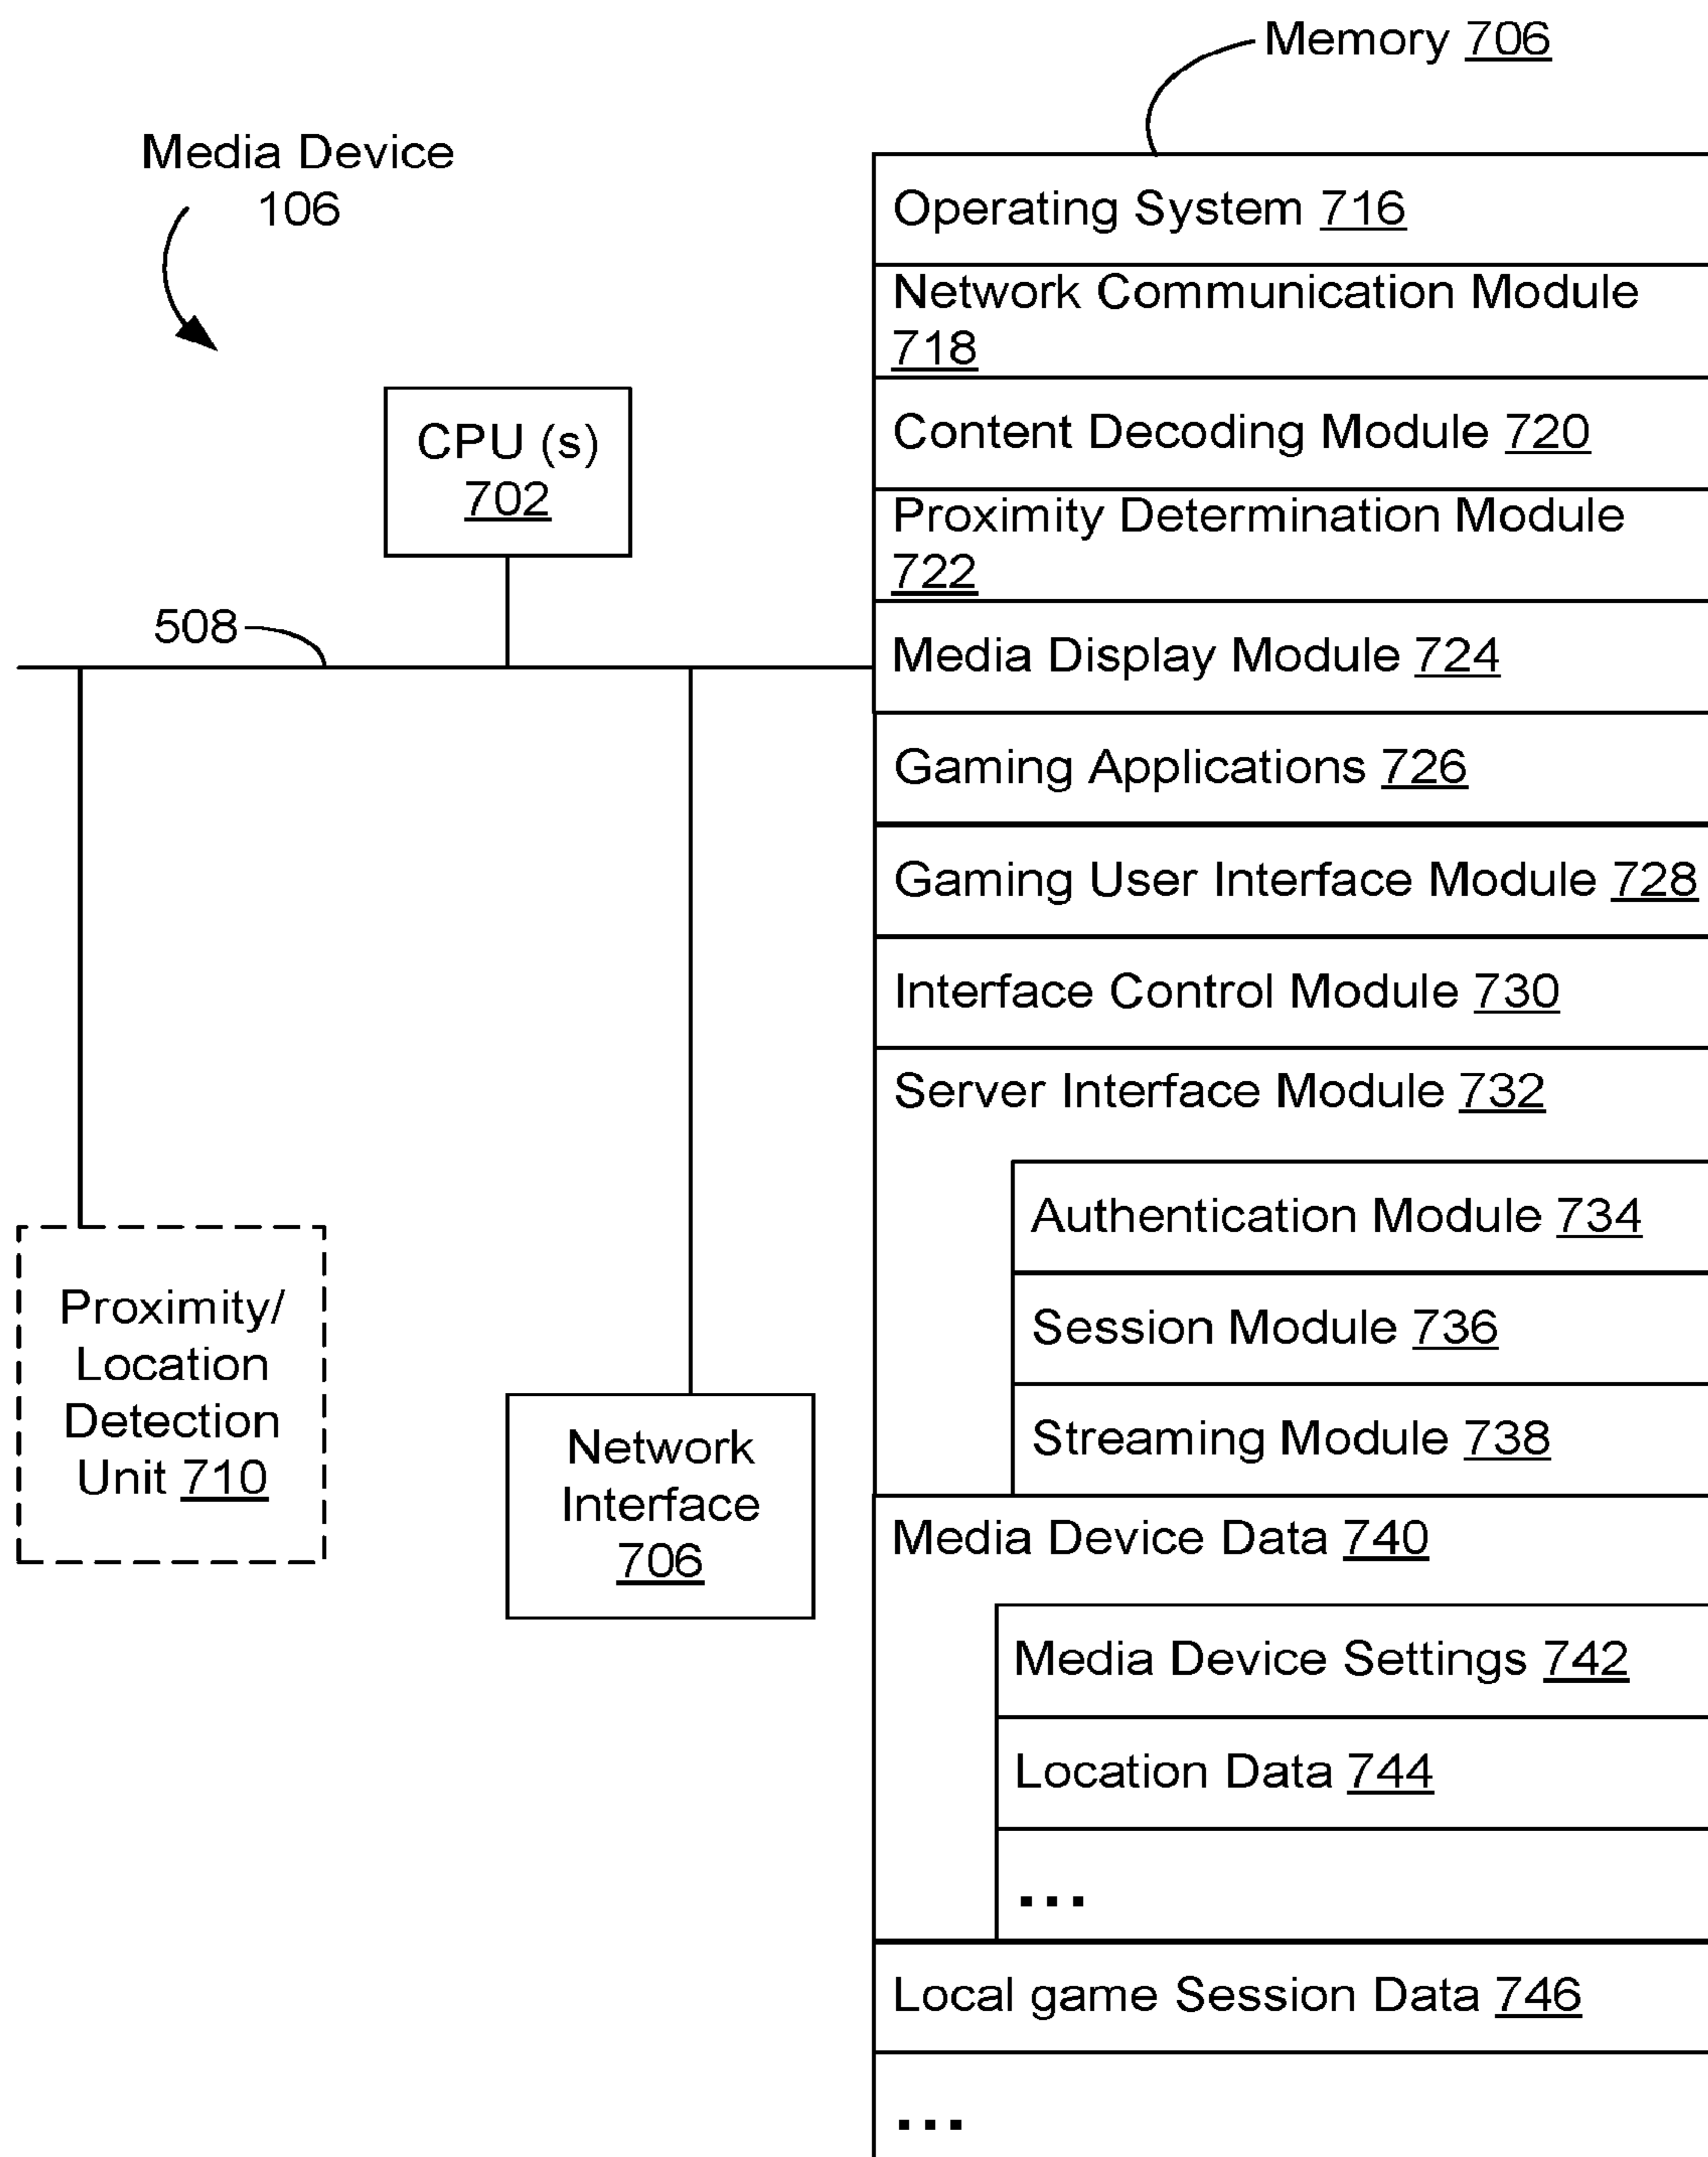 Memory 706
Media Device
106
Operating System 716
Network Communication Module
718
CPU (s)
702
Content Decoding Module 720
Proximity Determination Module
722
508
Media Display Module 724
Gaming Applications 726
Gaming User Interface Module 728
Interface Control Module 730
Server Interface Module 732
Authentication Module 734
Session Module 736
Streaming Module 738
Proximity/
Location
Detection
Unit 710
Network
Interface
706
Media Device Data 740
Media Device Settings 742
Location Data 744
...
Local game Session Data 746
...